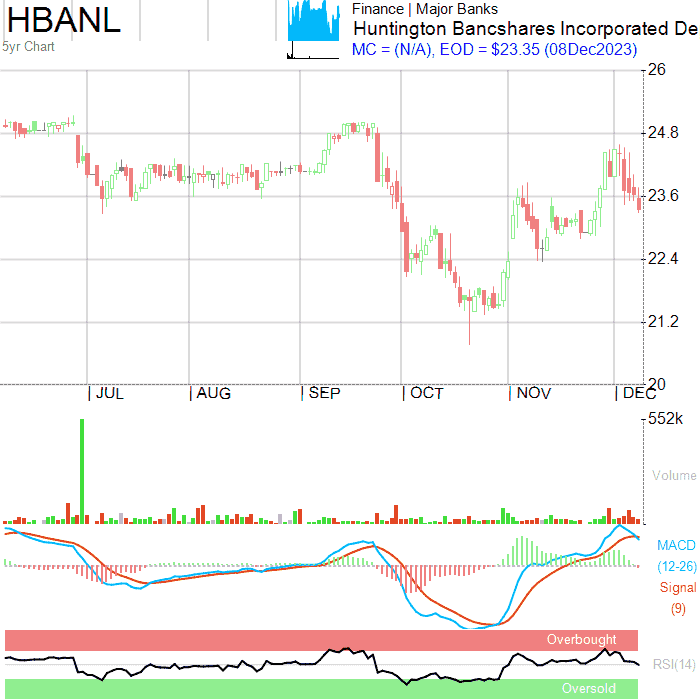 HBANL
5yr Chart
Finance | Major Banks
Huntington Bancshares Incorporated De
MC = (N/A), EOD = $23.35 (08Dec2023)
26
24.8
23.6
22.4
21.2
20
JUL AUG SEP OCT NOV DEC
552k
Volume
MACD
(12-26)
Signal
(9)
Overbought
RSI(14)
Oversold